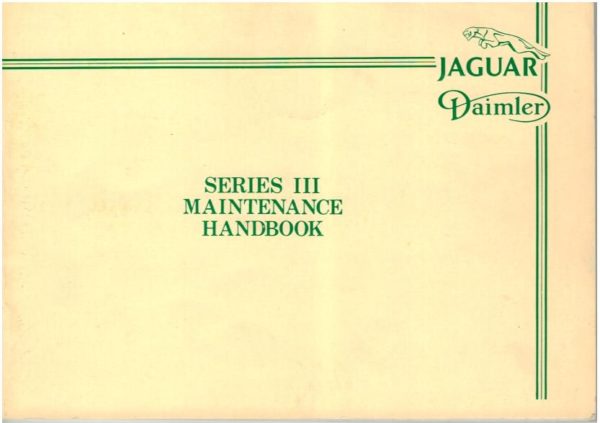 JAGUAR
Daimler
SERIES III
MAINTENANCE
HANDBOOK